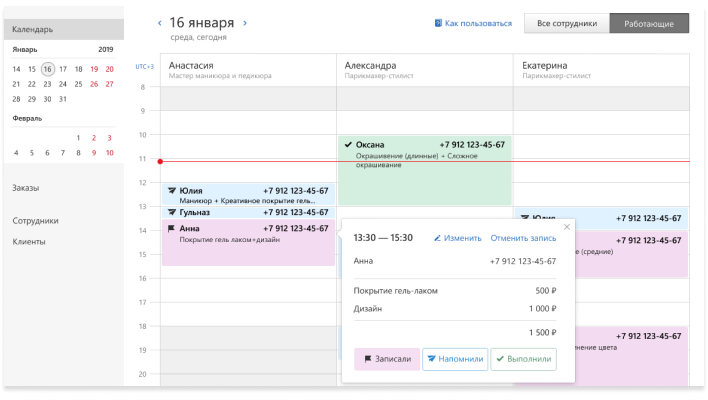 Календарь
Январь 2019
14 15 16 17 18 19 20
21 22 23 24 25 26 27
28 29 30 31
Февраль
1 2 3
4 5 6 7 8 9 10
Заказы
Сотрудники
Клиенты
‹ 16 января ›
среда, сегодня
Как пользоваться
Все сотрудники
Работающие
UTC+3
Анастасия
Мастер маникюра и педикюра
Александра
Парикмахер-стилист
Екатерина
Парикмахер-стилист
8
9
10
11
12
13
14
15
16
17
18
19
20
Юлия +7 912 123-45-67
Маникюр + Креативное покрытие гель...
Гульназ +7 912 123-45-67
Анна +7 912 123-45-67
Покрытие гель лаком+дизайн
Оксана +7 912 123-45-67
Окрашивение (длинные) + Сложное
окрашивание
Юлия +7 912 123-45-67
+7 912 123-45-67
е (средние)
+7 912 123-45-67
нение цвета
13:30 — 15:30
Изменить
Отменить запись
Анна +7 912 123-45-67
Покрытие гель-лаком 500 ₽
Дизайн 1 000 ₽
1 500 ₽
Записали
Напомнили
Выполнили